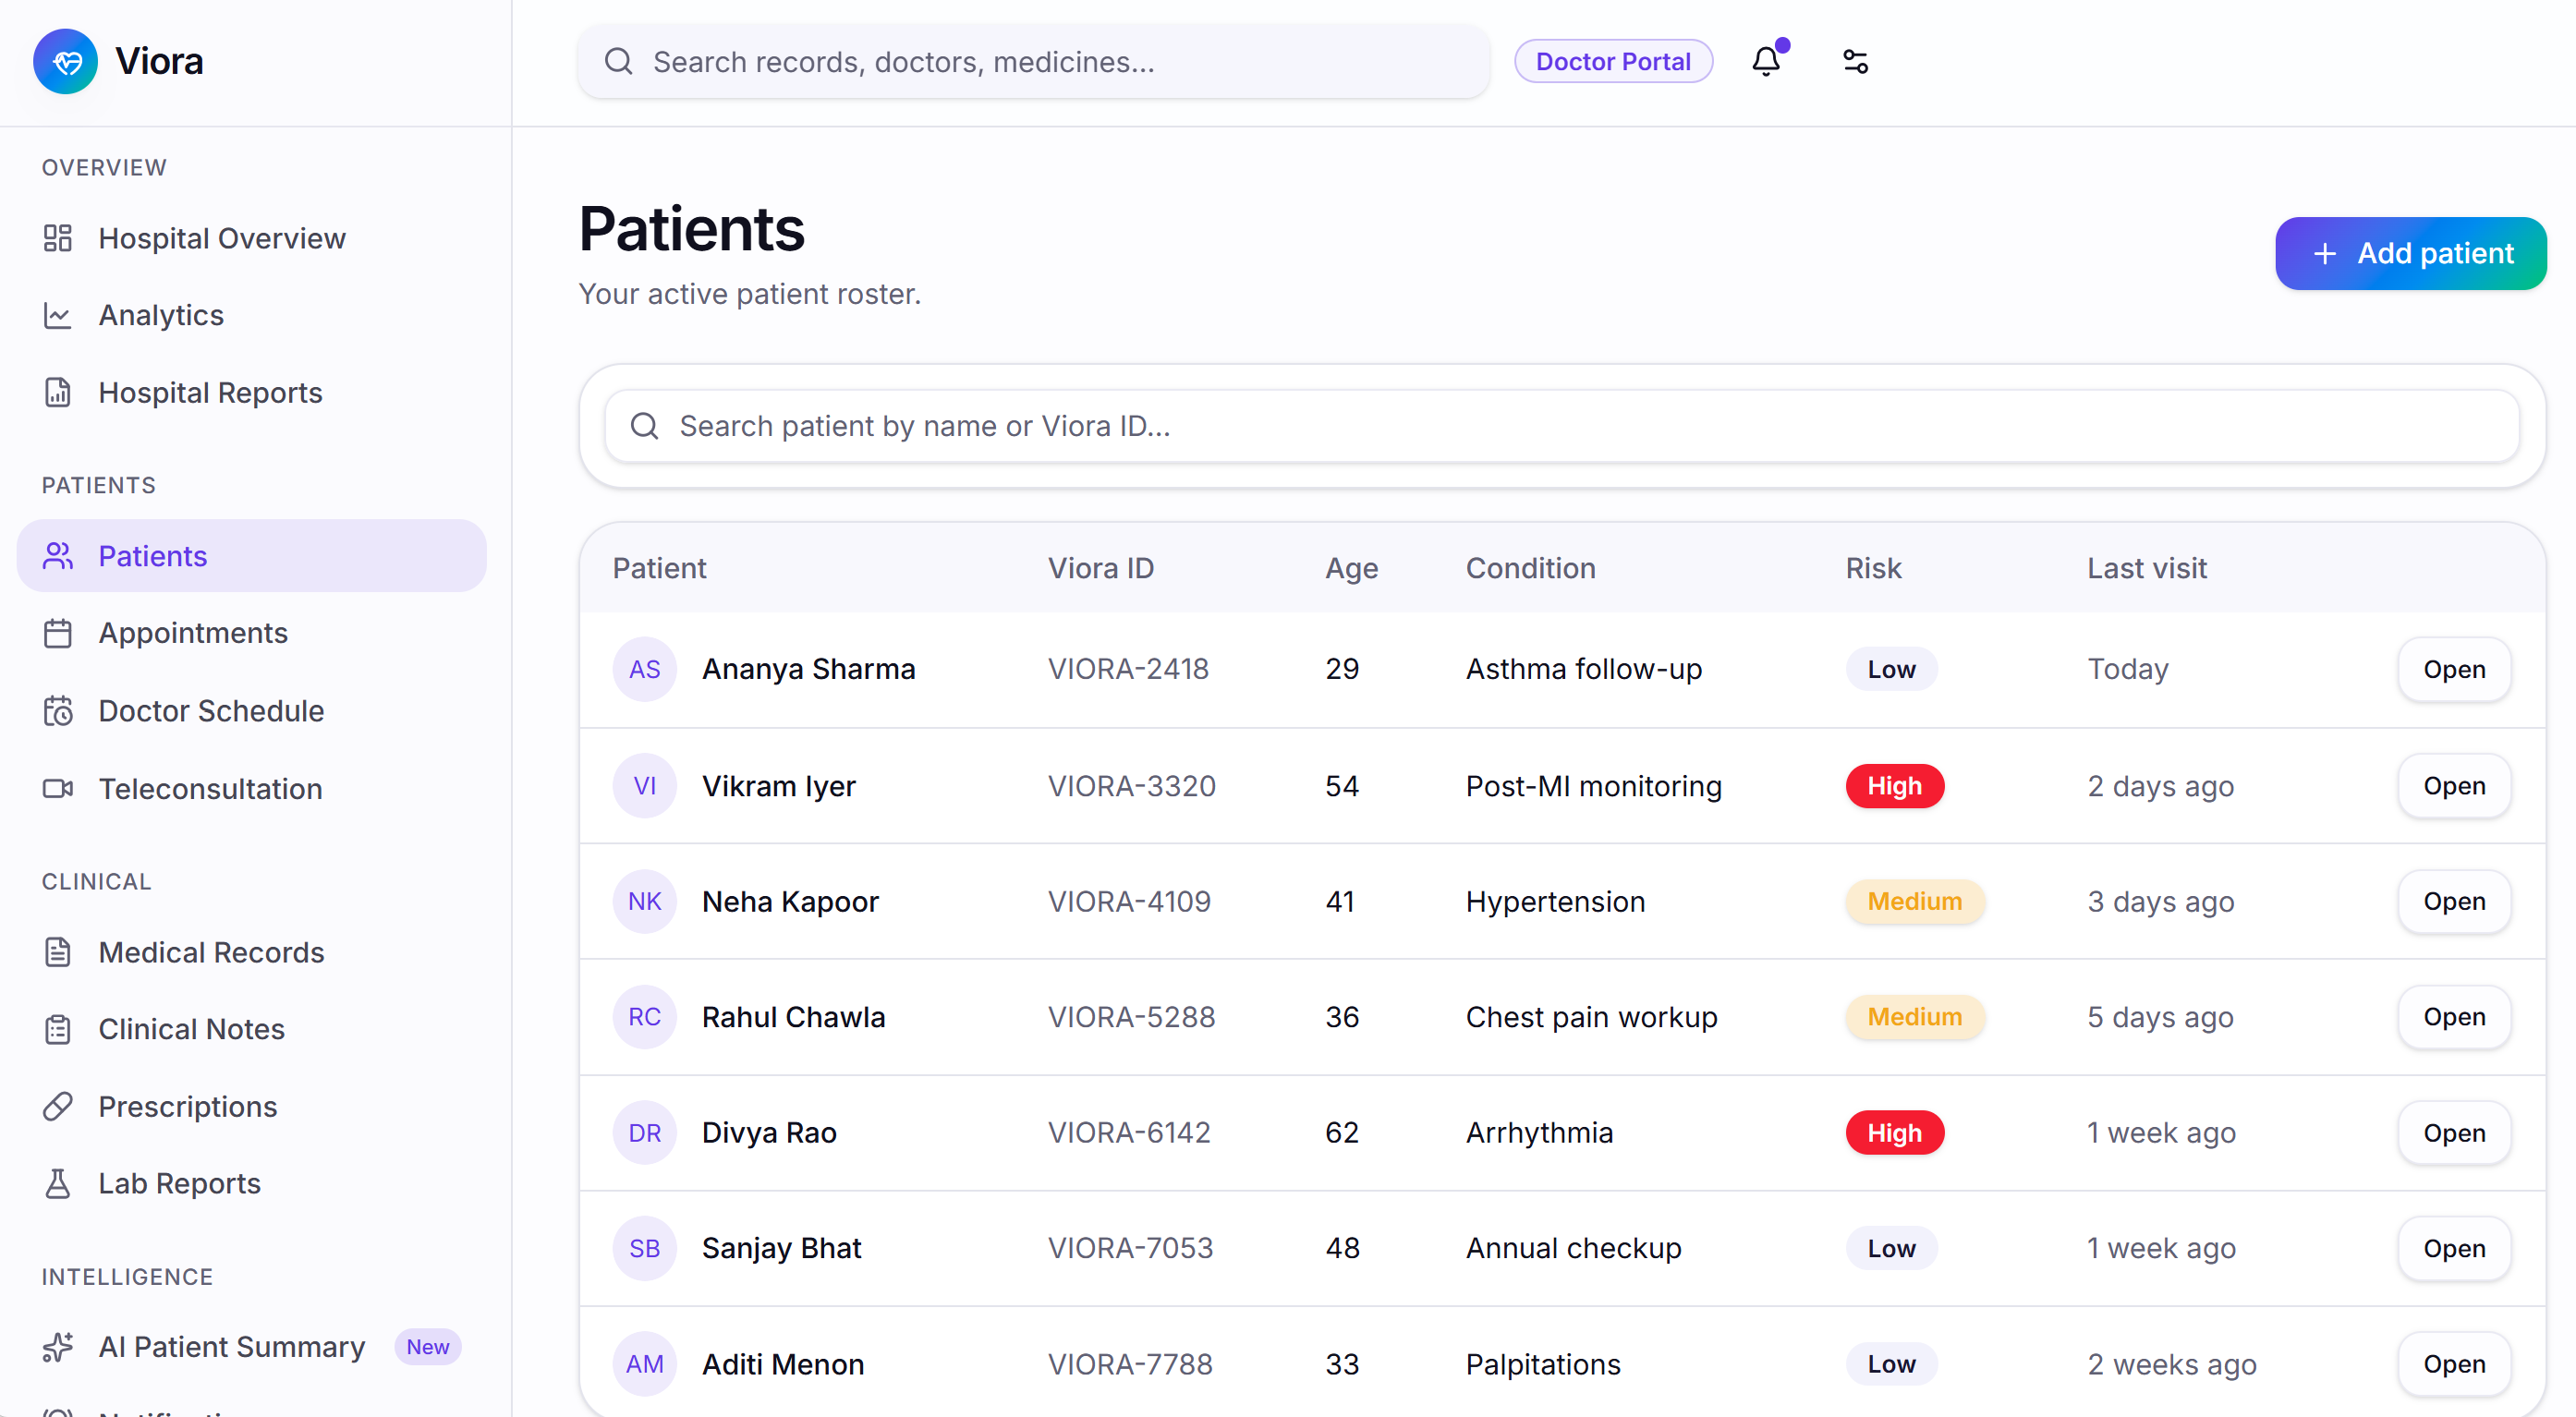 Viora
Search records, doctors, medicines...
Doctor Portal
OVERVIEW
Hospital Overview
Analytics
Hospital Reports
PATIENTS
Patients
Appointments
Doctor Schedule
Teleconsultation
CLINICAL
Medical Records
Clinical Notes
Prescriptions
Lab Reports
INTELLIGENCE
AI Patient Summary New
Patients
Your active patient roster.
+ Add patient
Search patient by name or Viora ID...
Patient Viora ID Age Condition Risk Last visit
AS Ananya Sharma VIORA-2418 29 Asthma follow-up Low Today Open
VI Vikram Iyer VIORA-3320 54 Post-MI monitoring High 2 days ago Open
NK Neha Kapoor VIORA-4109 41 Hypertension Medium 3 days ago Open
RC Rahul Chawla VIORA-5288 36 Chest pain workup Medium 5 days ago Open
DR Divya Rao VIORA-6142 62 Arrhythmia High 1 week ago Open
SB Sanjay Bhat VIORA-7053 48 Annual checkup Low 1 week ago Open
AM Aditi Menon VIORA-7788 33 Palpitations Low 2 weeks ago Open